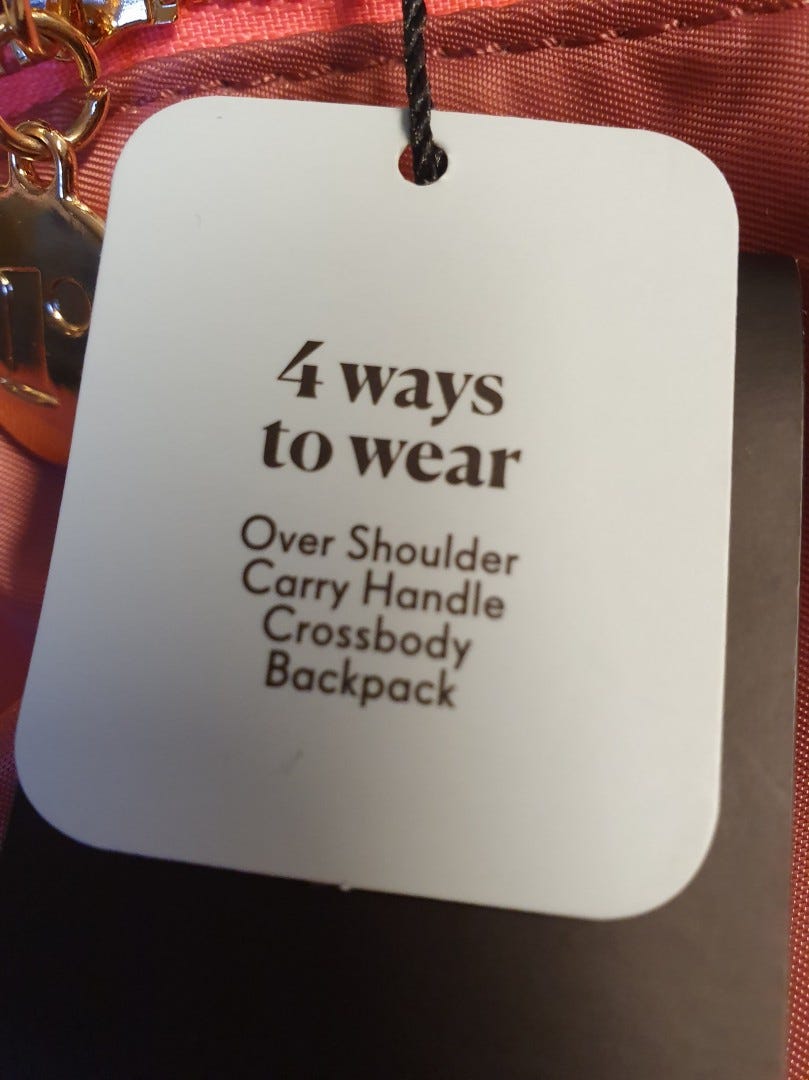 4 ways
to wear
Over Shoulder
Carry Handle
Crossbody
Backpack